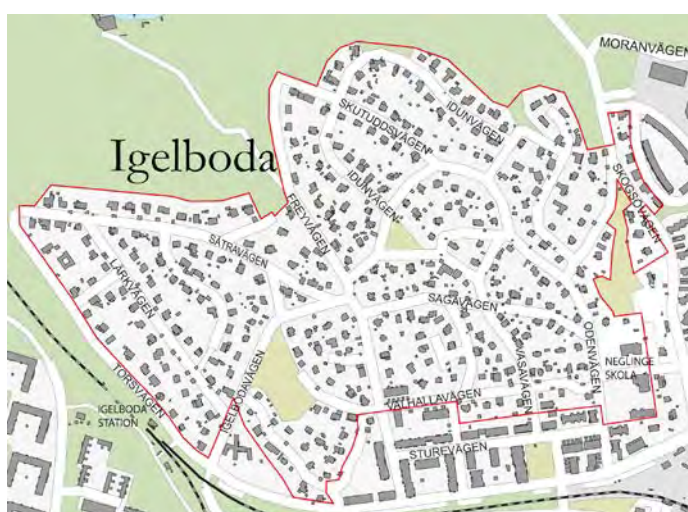 MORANVÄGEN
IDUNVÄGEN
SKUTUDDSVÄGEN
Igelboda
IDUNVÄGEN
SKOGSÖVÄGEN
FREYVÄGEN
SÄTRAVÄGEN
LÄRKVÄGEN
SAGAVÄGEN
ODENVÄGEN
VASAVÄGEN
NEGLINGE
SKOLA
TORSVÄGEN
IGELBODAVÄGEN
VALHALLAVÄGEN
IGELBODA
STATION
STUREVÄGEN